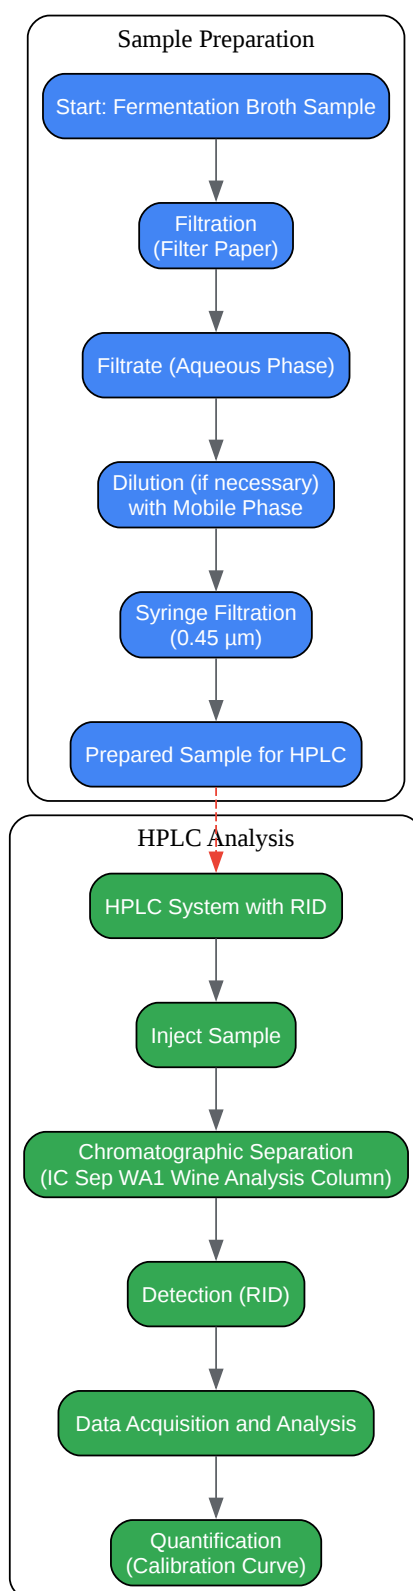 Sample Preparation
Start: Fermentation Broth Sample
Filtration
(Filter Paper)
Filtrate (Aqueous Phase)
Dilution (if necessary)
with Mobile Phase
Syringe Filtration
(0.45 µm)
Prepared Sample for HPLC
HPLC Analysis
HPLC System with RID
Inject Sample
Chromatographic Separation
(IC Sep WA1 Wine Analysis Column)
Detection (RID)
Data Acquisition and Analysis
Quantification
(Calibration Curve)